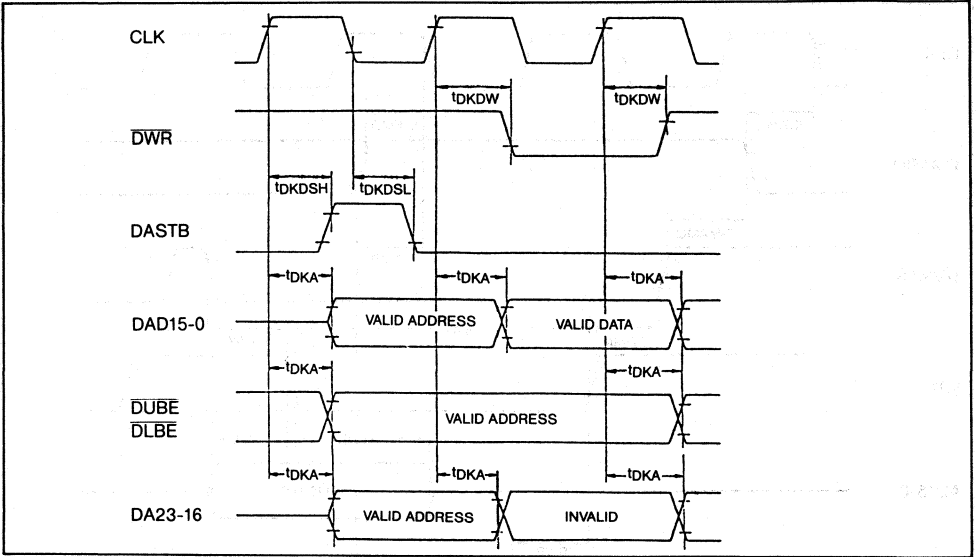 CLK
tDKDW tDKDW
DWR
tDKDSH tDKDSL
DASTB
tDKA tDKA tDKA
DAD15-0 VALID ADDRESS VALID DATA
tDKA tDKA
DUBE
DLBE VALID ADDRESS
tDKA tDKA tDKA
DA23-16 VALID ADDRESS INVALID